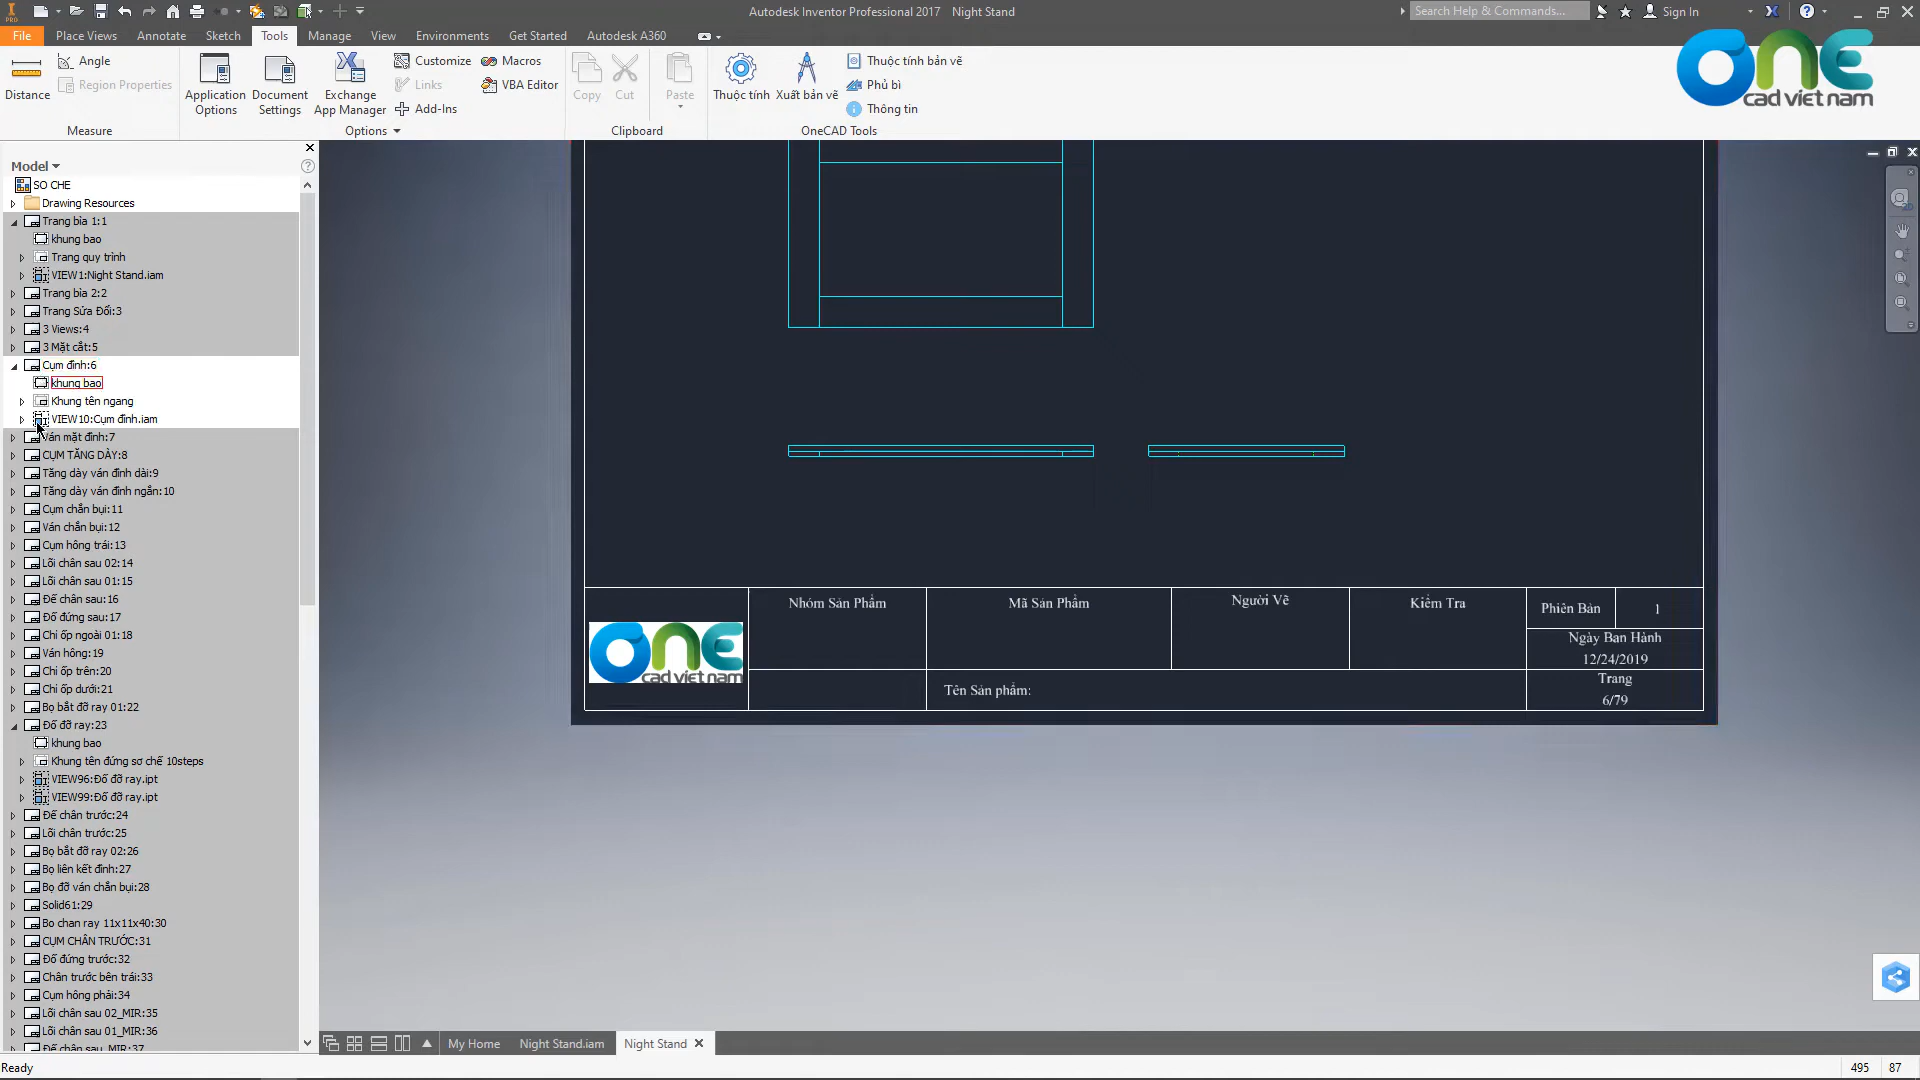 Autodesk Inventor Professional 2017 Night Stand
Search Help & Commands...
Sign In
File
Place Views
Annotate
Sketch
Tools
Manage
View
Environments
Get Started
Autodesk A360
Distance
Angle
Region Properties
Measure
Application Options
Document Settings
Exchange App Manager
Customize
Links
Add-Ins
Macros
VBA Editor
Options
Copy
Cut
Paste
Clipboard
Thuộc tính
Xuất bản vẽ
Thuộc tính bản vẽ
Phủ bì
Thông tin
OneCAD Tools
One
cad viet nam
Model
SO CHE
Drawing Resources
Trang bìa 1:1
khung bao
Trang quy trình
VIEW1:Night Stand.iam
Trang bìa 2:2
Trang Sửa Đổi:3
3 Views:4
3 Mặt cắt:5
Cụm đỉnh:6
khung bao
Khung tên ngang
VIEW10:Cụm đỉnh.iam
Ván mặt đỉnh:7
CỤM TĂNG DÀY:8
Tăng dày ván đỉnh dài:9
Tăng dày ván đỉnh ngắn:10
Cụm chắn bụi:11
Ván chắn bụi:12
Cụm hông trái:13
Lõi chân sau 02:14
Lõi chân sau 01:15
Đế chân sau:16
Đố đứng sau:17
Chỉ ốp ngoài 01:18
Ván hông:19
Chỉ ốp trên:20
Chỉ ốp dưới:21
Bọ bắt đỡ ray 01:22
Đố đỡ ray:23
khung bao
Khung tên đứng sơ chế 10steps
VIEW96:Đố đỡ ray.ipt
VIEW99:Đố đỡ ray.ipt
Đế chân trước:24
Lõi chân trước:25
Bọ bắt đỡ ray 02:26
Bọ liên kết đỉnh:27
Bọ đỡ ván chắn bụi:28
Solid61:29
Bo chan ray 11x11x40:30
CỤM CHÂN TRƯỚC:31
Đố đứng trước:32
Chân trước bên trái:33
Cụm hông phải:34
Lõi chân sau 02_MIR:35
Lõi chân sau 01_MIR:36
Đế chân sau_MIR:37
Nhóm Sản Phẩm
Mã Sản Phẩm
Người Vẽ
Kiểm Tra
Phiên Bản
1
Ngày Ban Hành
12/24/2019
One
cad viet nam
Tên Sản phẩm:
Trang
6/79
My Home
Night Stand.iam
Night Stand
Ready
495
87